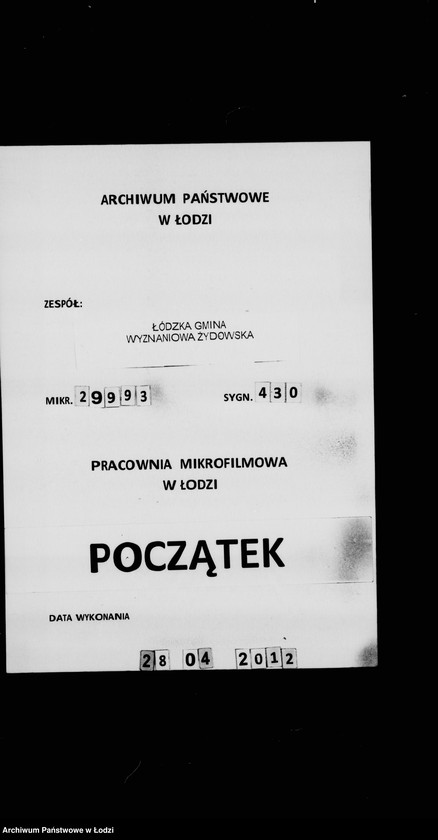 ARCHIWUM PAŃSTWOWE
W ŁODZI
ZESPÓŁ:
ŁÓDZKA GMINA
WYZNANIOWA ŻYDOWSKA
MIKR. 29993 SYGN. 430
PRACOWNIA MIKROFILMOWA
W ŁODZI
POCZĄTEK
DATA WYKONANIA
28 04 2012
Archiwum Państwowe w Łodzi